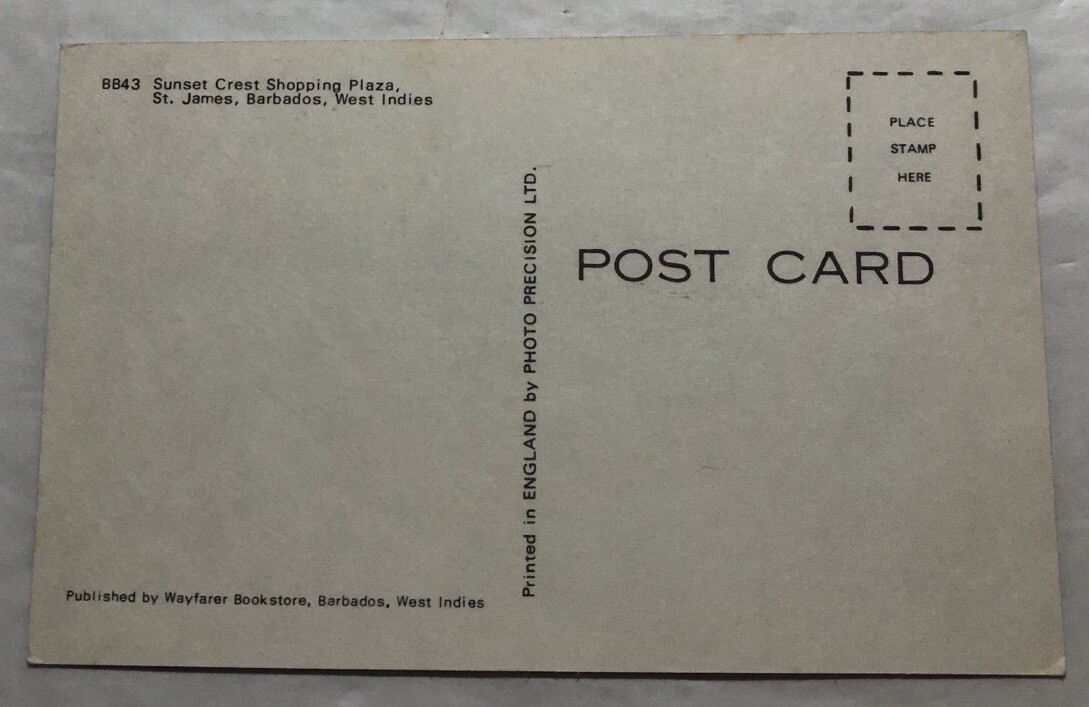 BB43 Sunset Crest Shopping Plaza,
St. James, Barbados, West Indies
PLACE
STAMP
HERE
Printed in ENGLAND by PHOTO PRECISION LTD.
POST CARD
Published by Wayfarer Bookstore, Barbados, West Indies